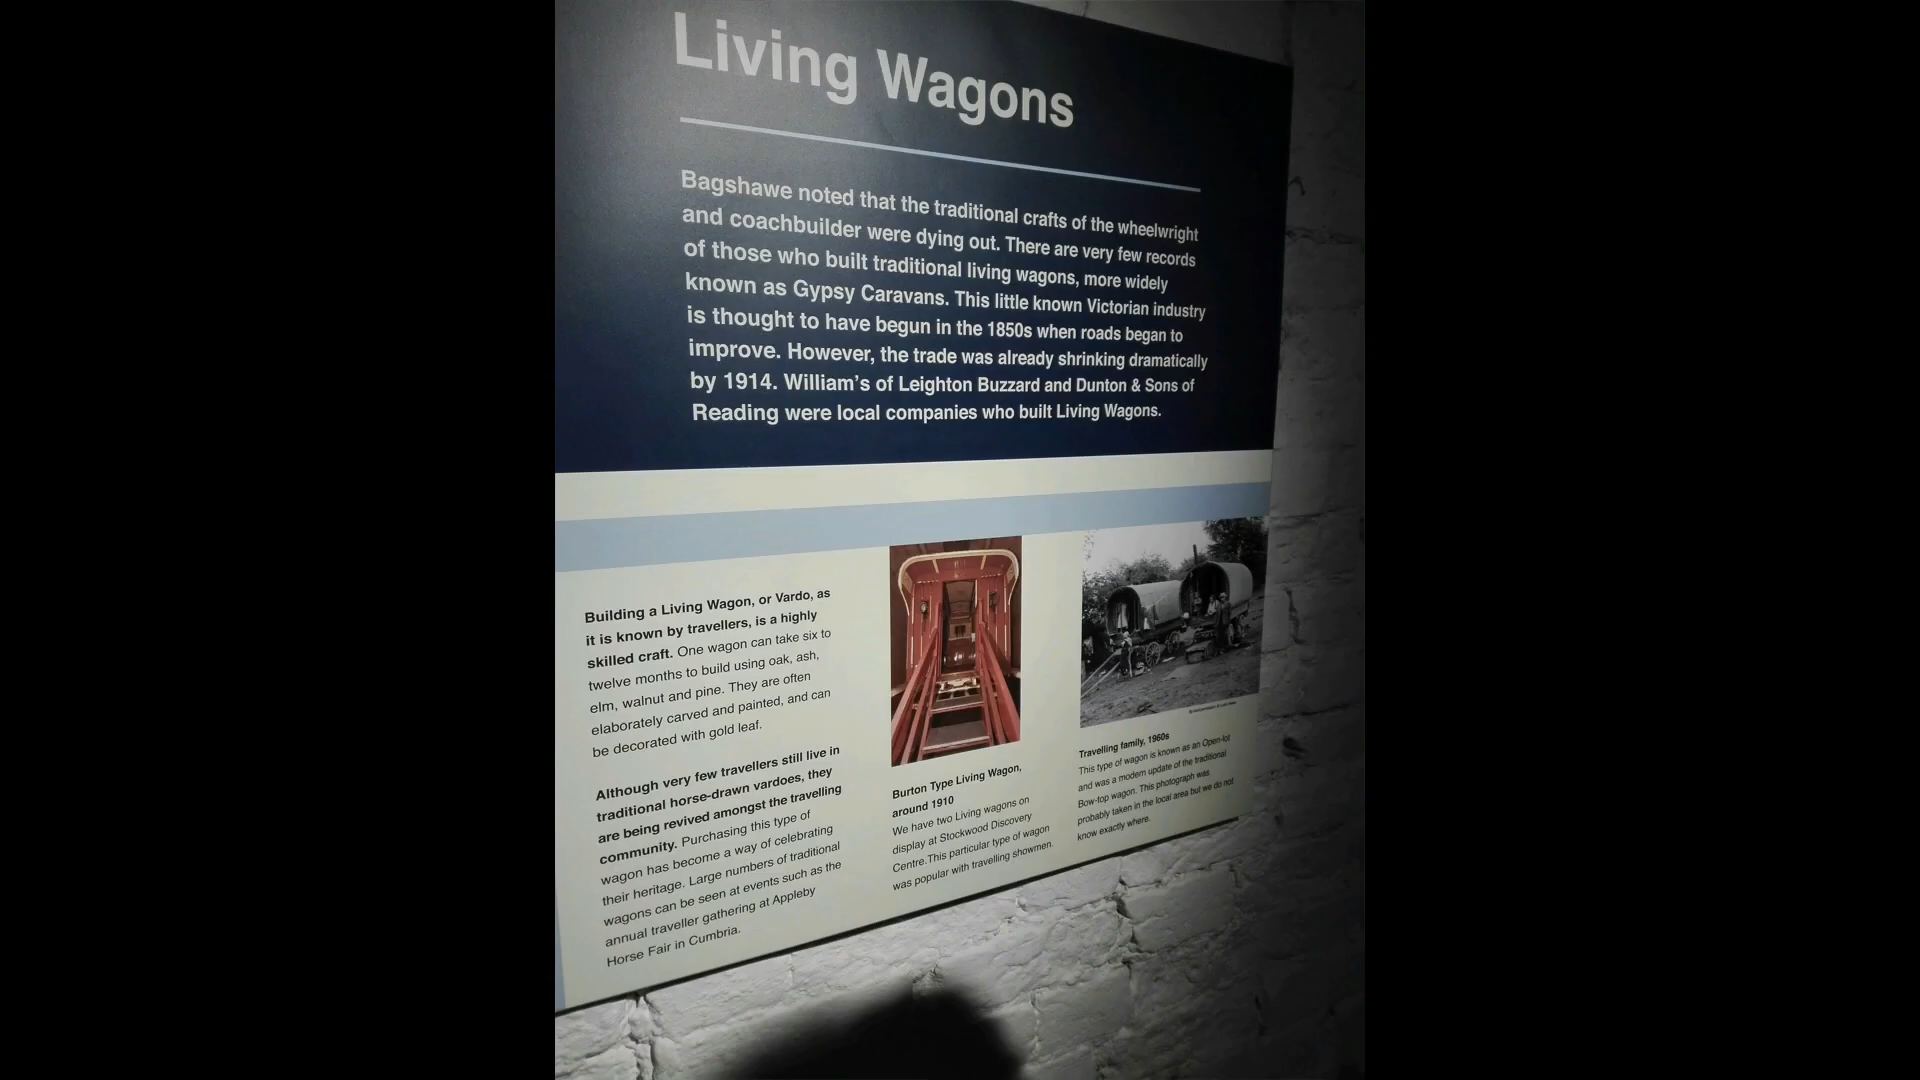 Living Wagons
Bagshawe noted that the traditional crafts of the wheelwright
and coachbuilder were dying out. There are very few records
of those who built traditional living wagons, more widely
known as Gypsy Caravans. This little known Victorian industry
is thought to have begun in the 1850s when roads began to
improve. However, the trade was already shrinking dramatically
by 1914. William's of Leighton Buzzard and Dunton & Sons of
Reading were local companies who built Living Wagons.
Building a Living Wagon, or Vardo, as
it is known by travellers, is a highly
skilled craft. One wagon can take six to
twelve months to build using oak, ash,
elm, walnut and pine. They are often
elaborately carved and painted, and can
be decorated with gold leaf.
Although very few travellers still live in
traditional horse-drawn vardoes, they
are being revived amongst the travelling
community. Purchasing this type of
wagon has become a way of celebrating
their heritage. Large numbers of traditional
wagons can be seen at events such as the
annual traveller gathering at Appleby
Horse Fair in Cumbria.
Burton Type Living Wagon,
around 1910
We have two Living wagons on
display at Stockwood Discovery
Centre.This particular type of wagon
was popular with travelling showmen.
Travelling family, 1960s
This type of wagon is known as an Open-lot
and was a modern update of the traditional
Bow-top wagon. This photograph was
probably taken in the local area but we do not
know exactly where.